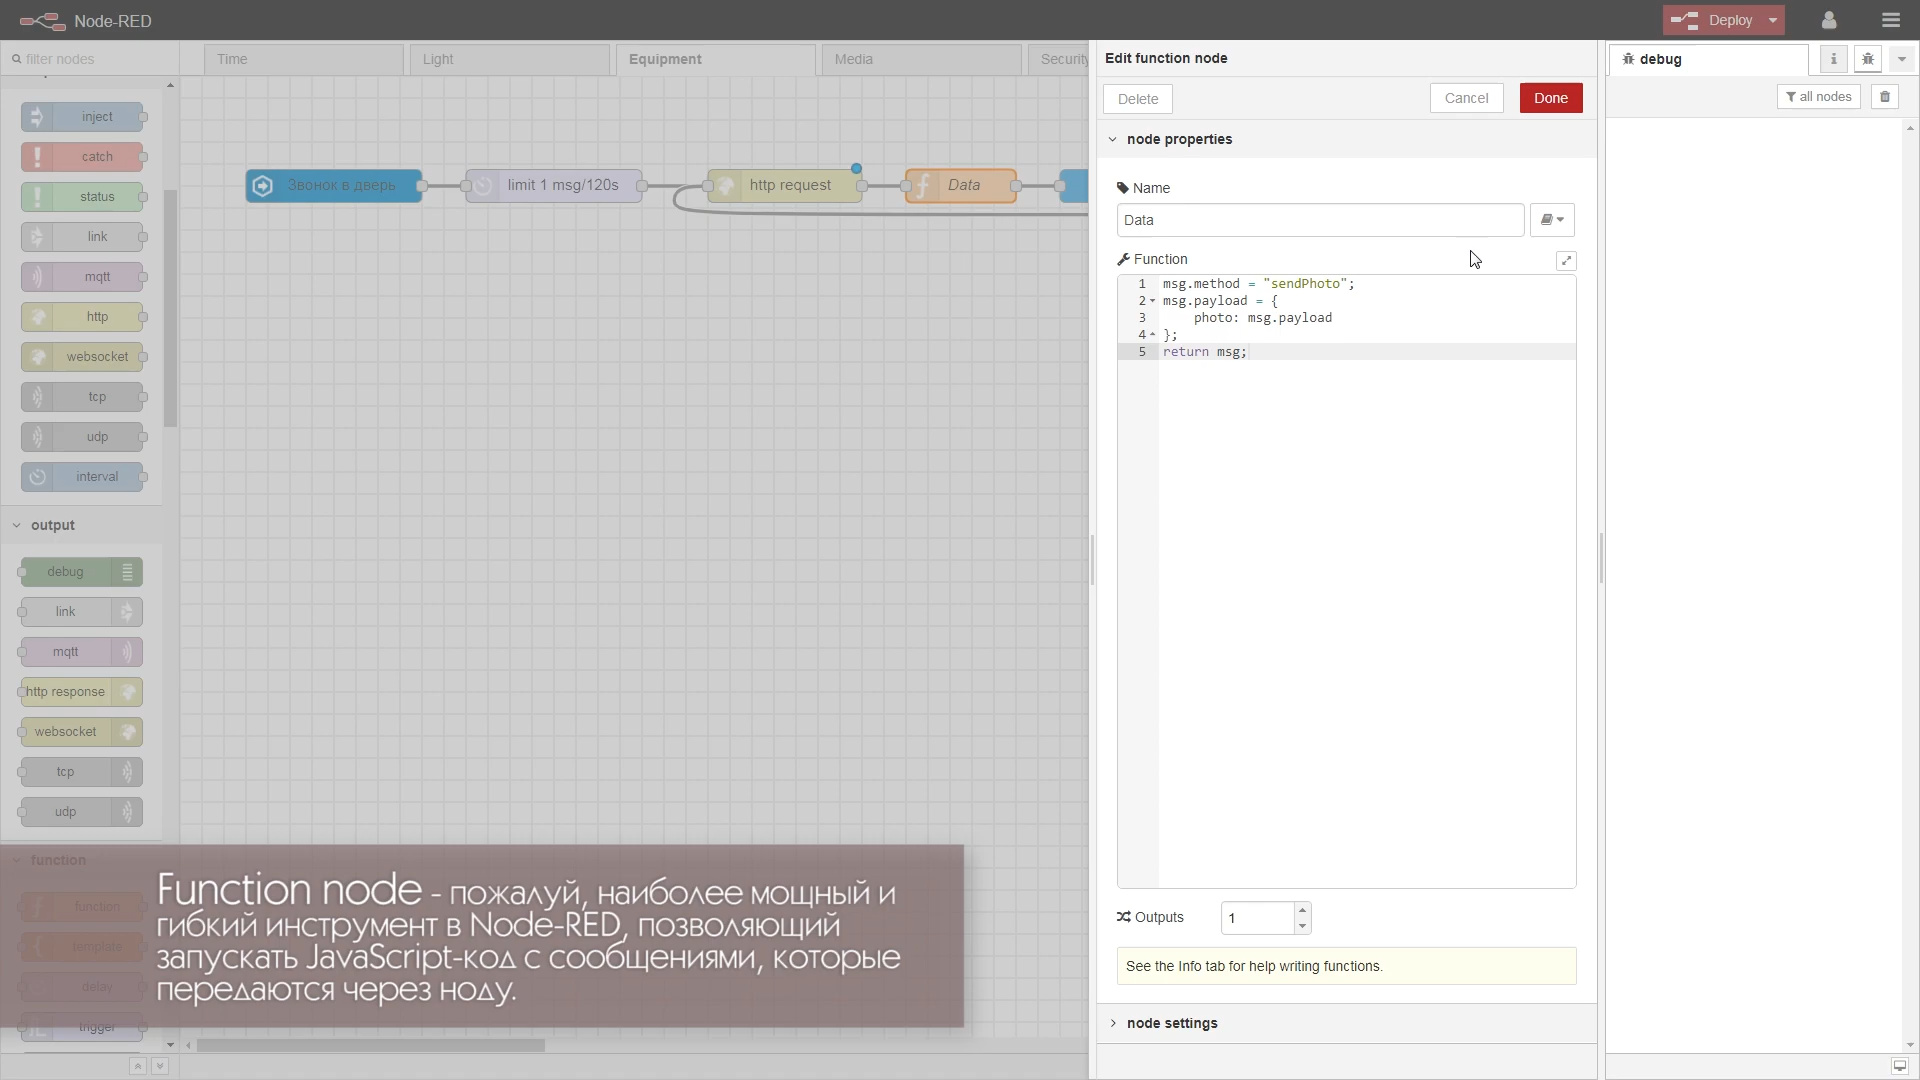 Node-RED
Deploy
filter nodes
Time
Light
Equipment
Media
Security
Edit function node
debug
Delete
Cancel
Done
all nodes
node properties
inject
catch
status
link
mqtt
http
websocket
tcp
udp
interval
output
debug
link
mqtt
http response
websocket
tcp
udp
function
function
template
delay
trigger
Звонок в дверь
limit 1 msg/120s
http request
Data
Name
Data
Function
1 msg.method = "sendPhoto";
2 msg.payload = {
3 photo: msg.payload
4 };
5 return msg;
Outputs
1
See the Info tab for help writing functions.
node settings
Function node - пожалуй, наиболее мощный и
гибкий инструмент в Node-RED, позволяющий
запускать JavaScript-код с сообщениями, которые
передаются через ноду.